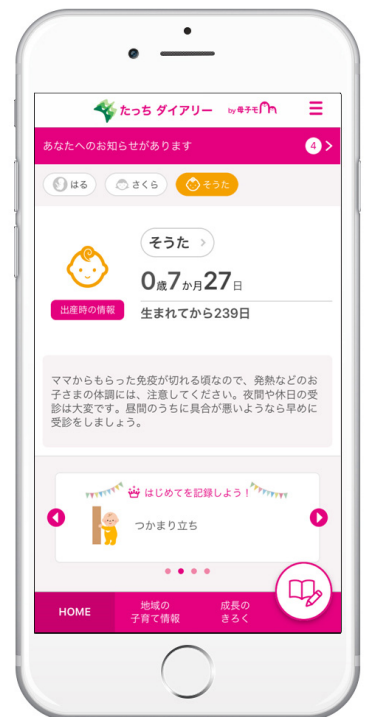 たっち ダイアリー by 母子モ
あなたへのお知らせがあります 4
はる さくら そうた
そうた
0歳7か月27日
出産時の情報
生まれてから239日
ママからもらった免疫が切れる頃なので、発熱などのお
子さまの体調には、注意してください。夜間や休日の受
診は大変です。昼間のうちに具合が悪いようなら早めに
受診をしましょう。
はじめてを記録しよう!
つかまり立ち
HOME
地域の
子育て情報
成長の
きろく